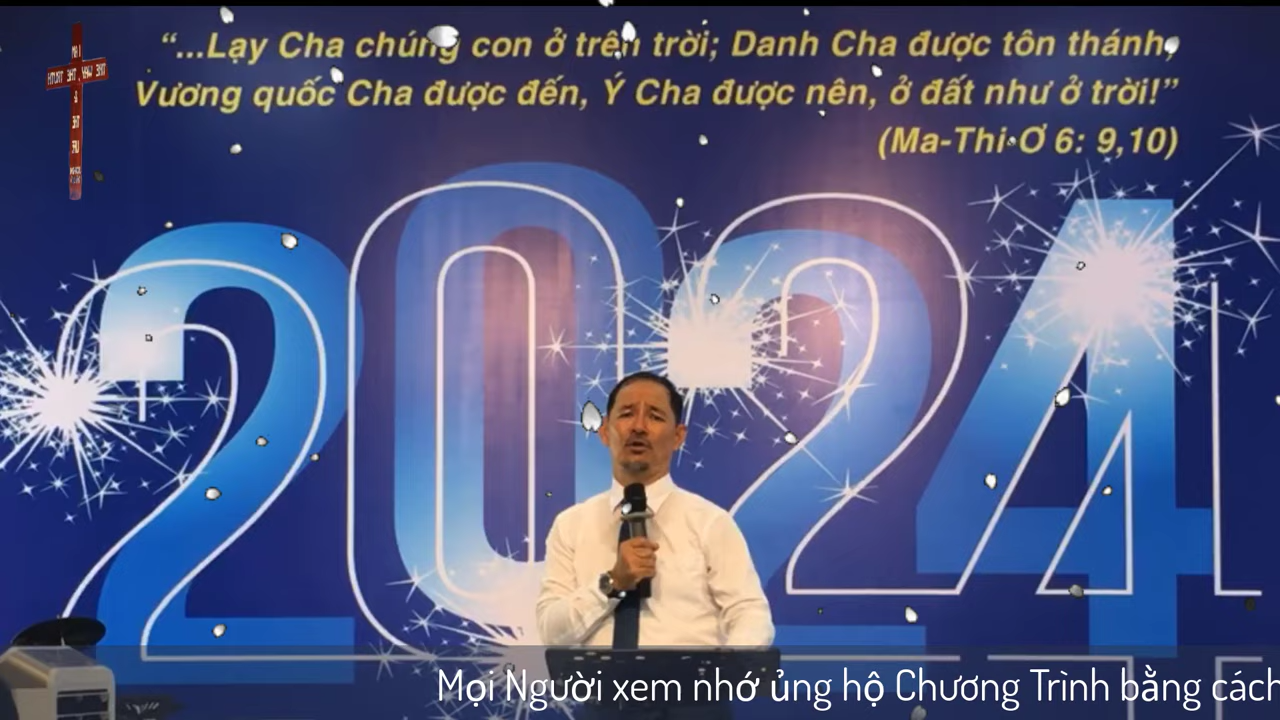 “...Lạy Cha chúng con ở trên trời; Danh Cha được tôn thánh,
Vương quốc Cha được đến, Ý Cha được nên, ở đất như ở trời!”
(Ma-Thi-Ơ 6: 9,10)
2024
Mọi Người xem nhớ ủng hộ Chương Trình bằng cách